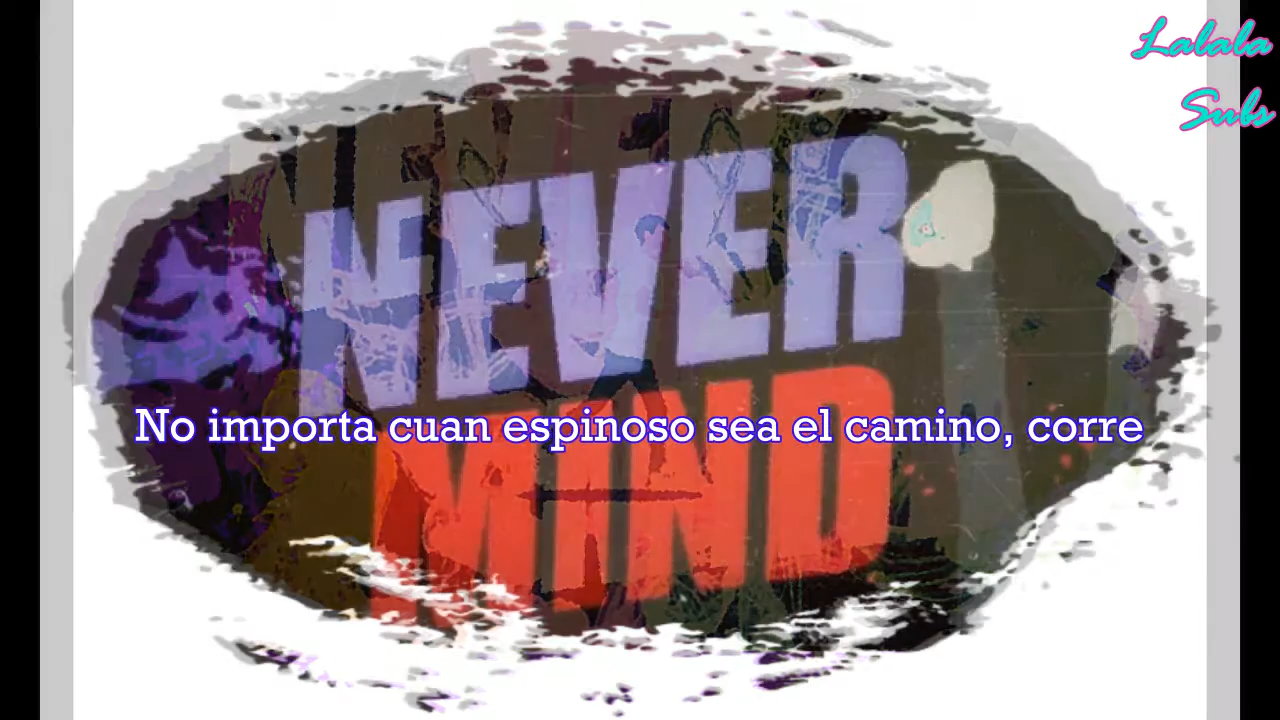 Lalala
Subs
NEVER
MIND
No importa cuan espinoso sea el camino, corre